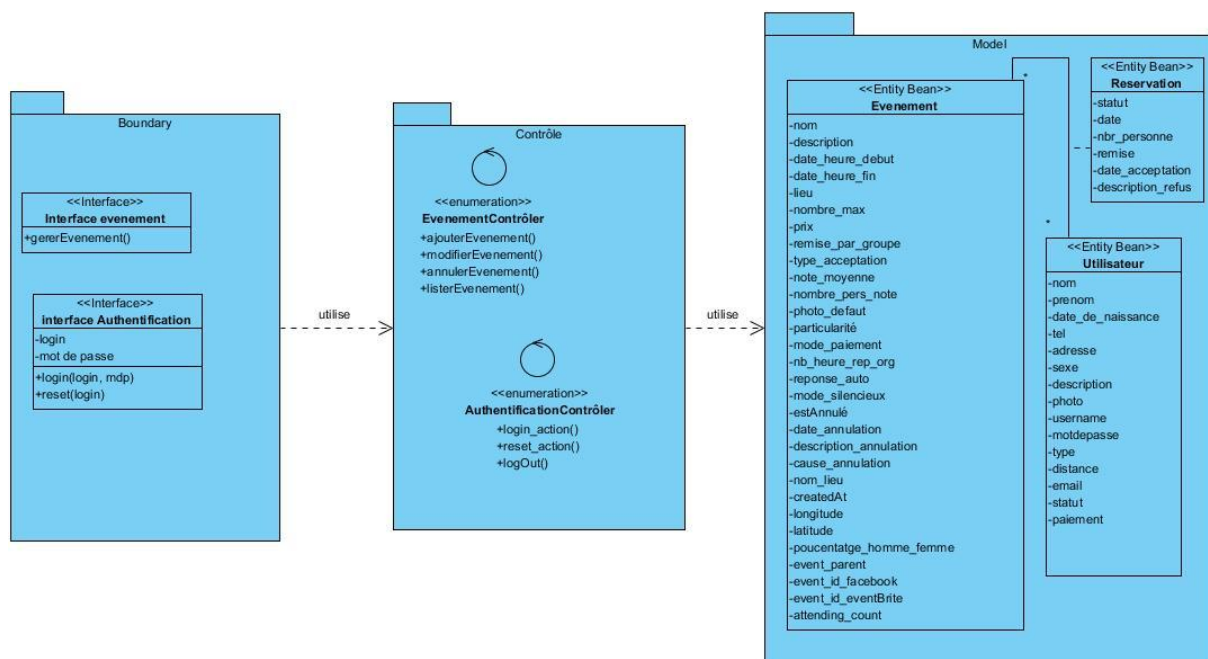 Boundary
<<Interface>>
Interface evenement
+gererEvenement()
<<Interface>>
interface Authentification
-login
-mot de passe
+login(login, mdp)
+reset(login)
utilise
Contrôle
<<enumeration>>
EvenementContrôler
+ajouterEvenement()
+modifierEvenement()
+annulerEvenement()
+listerEvenement()
<<enumeration>>
AuthentificationContrôler
+login_action()
+reset_action()
+logOut()
utilise
Model
<<Entity Bean>>
Evenement
-nom
-description
-date_heure_debut
-date_heure_fin
-lieu
-nombre_max
-prix
-remise_par_groupe
-type_acceptation
-note_moyenne
-nombre_pers_note
-photo_defaut
-particularité
-mode_paiement
-nb_heure_rep_org
-reponse_auto
-mode_silencieux
-estAnnulé
-date_annulation
-description_annulation
-cause_annulation
-nom_lieu
-createdAt
-longitude
-latitude
-poucentatge_homme_femme
-event_parent
-event_id_facebook
-event_id_eventBrite
-attending_count
*
*
<<Entity Bean>>
Reservation
-statut
-date
-nbr_personne
-remise
-date_acceptation
-description_refus
<<Entity Bean>>
Utilisateur
-nom
-prenom
-date_de_naissance
-tel
-adresse
-sexe
-description
-photo
-username
-motdepasse
-type
-distance
-email
-statut
-paiement